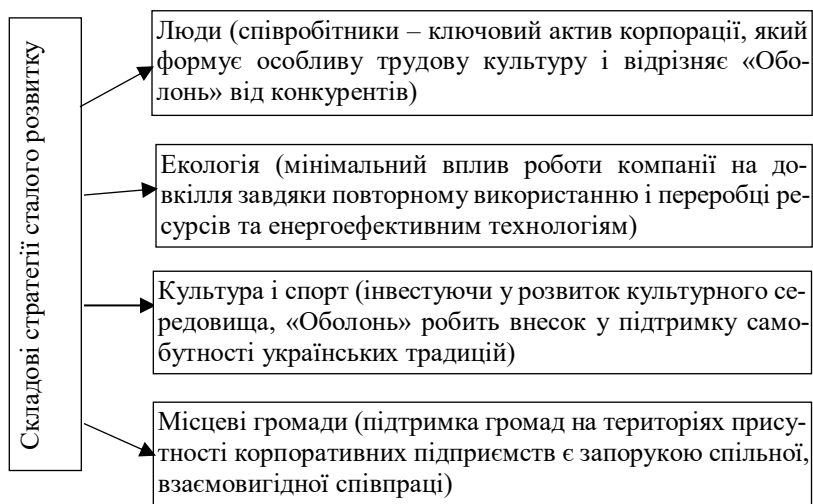 Складові стратегії сталого розвитку
Люди (співробітники – ключовий актив корпорації, який
формує особливу трудову культуру і відрізняє «Обо-
лонь» від конкурентів)
Екологія (мінімальний вплив роботи компанії на до-
вкілля завдяки повторному використанню і переробці ре-
сурсів та енергоефективним технологіям)
Культура і спорт (інвестуючи у розвиток культурного се-
редовища, «Оболонь» робить внесок у підтримку само-
бутності українських традицій)
Місцеві громади (підтримка громад на територіях прису-
тності корпоративних підприємств є запорукою спільної,
взаємовигідної співпраці)